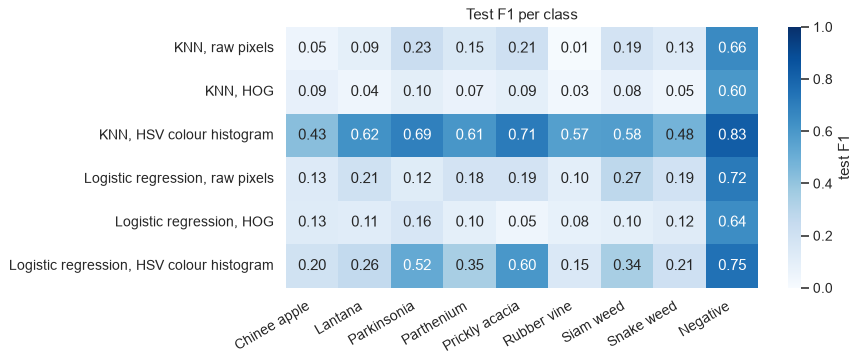 Test F1 per class
KNN, raw pixels 0.05 0.09 0.23 0.15 0.21 0.01 0.19 0.13 0.66
KNN, HOG 0.09 0.04 0.10 0.07 0.09 0.03 0.08 0.05 0.60
KNN, HSV colour histogram 0.43 0.62 0.69 0.61 0.71 0.57 0.58 0.48 0.83
Logistic regression, raw pixels 0.13 0.21 0.12 0.18 0.19 0.10 0.27 0.19 0.72
Logistic regression, HOG 0.13 0.11 0.16 0.10 0.05 0.08 0.10 0.12 0.64
Logistic regression, HSV colour histogram 0.20 0.26 0.52 0.35 0.60 0.15 0.34 0.21 0.75
Chinee apple Lantana Parkinsonia Parthenium Prickly acacia Rubber vine Siam weed Snake weed Negative
1.0
0.8
0.6
0.4
0.2
0.0
test F1